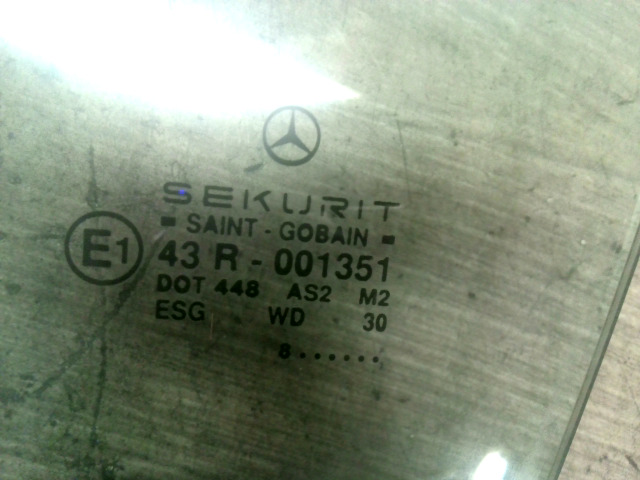 SEKURIT
SAINT - GOBAIN
E1
43 R - 001351
DOT 448 AS2 M2
ESG WD 30
8......